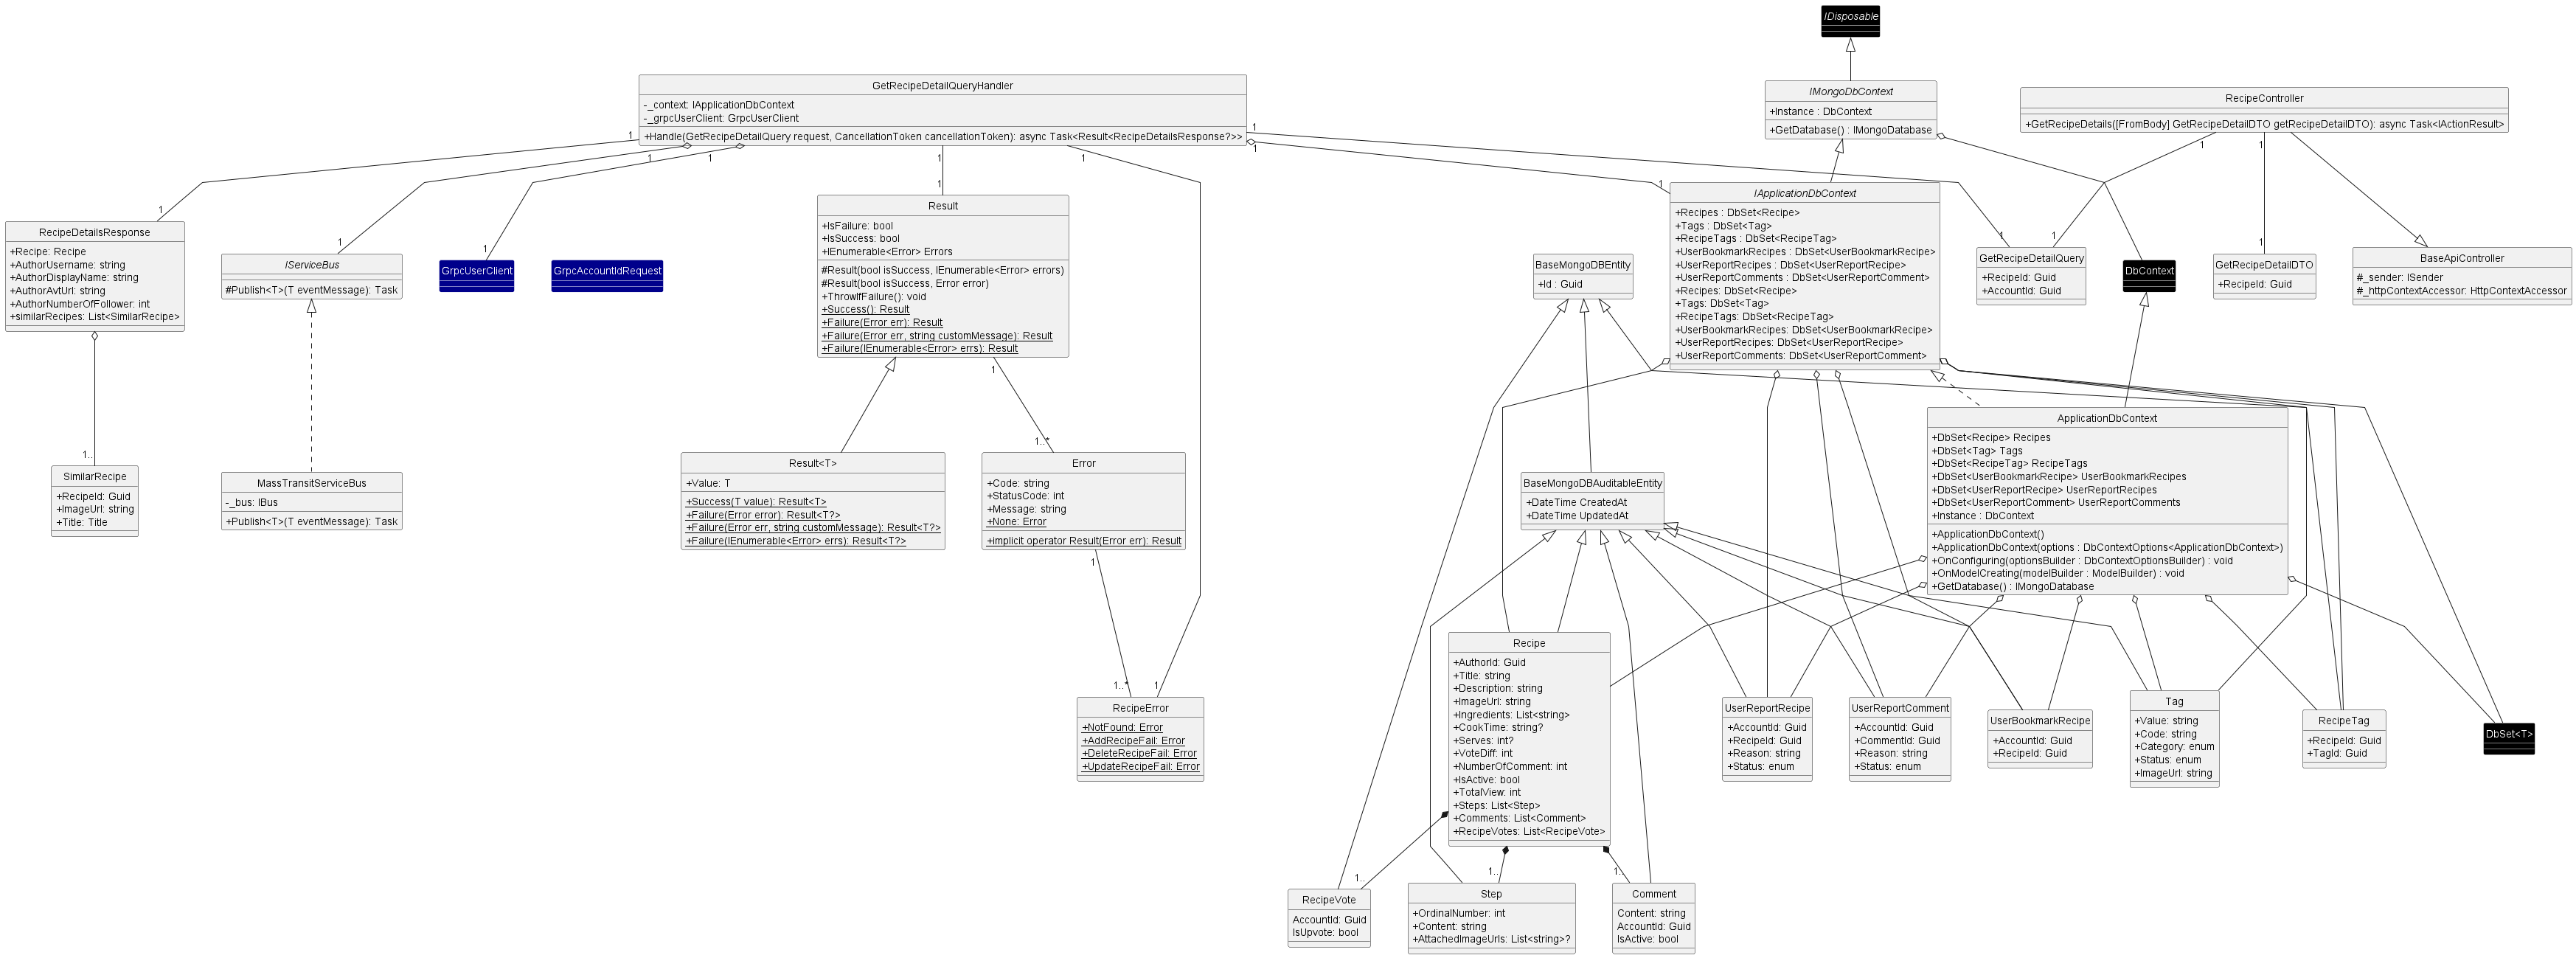 IDisposable
GetRecipeDetailQueryHandler
-_context: IApplicationDbContext
-_grpcUserClient: GrpcUserClient
+Handle(GetRecipeDetailQuery request, CancellationToken cancellationToken): async Task<Result<RecipeDetailsResponse?>>
IMongoDbContext
+Instance : DbContext
+GetDatabase() : IMongoDatabase
RecipeController
+GetRecipeDetails([FromBody] GetRecipeDetailDTO getRecipeDetailDTO): async Task<IActionResult>
1
1
1
1
1
1
1
1
1
RecipeDetailsResponse
+Recipe: Recipe
+AuthorUsername: string
+AuthorDisplayName: string
+AuthorAvtUrl: string
+AuthorNumberOfFollower: int
+similarRecipes: List<SimilarRecipe>
1
1
IServiceBus
#Publish<T>(T eventMessage): Task
1
GrpcUserClient
GrpcAccountIdRequest
1
Result
+IsFailure: bool
+IsSuccess: bool
+IEnumerable<Error> Errors
#Result(bool isSuccess, IEnumerable<Error> errors)
#Result(bool isSuccess, Error error)
+ThrowIfFailure(): void
+Success(): Result
+Failure(Error err): Result
+Failure(Error err, string customMessage): Result
+Failure(IEnumerable<Error> errs): Result
1
BaseMongoDBEntity
+Id : Guid
1
IApplicationDbContext
+Recipes : DbSet<Recipe>
+Tags : DbSet<Tag>
+RecipeTags : DbSet<RecipeTag>
+UserBookmarkRecipes : DbSet<UserBookmarkRecipe>
+UserReportRecipes : DbSet<UserReportRecipe>
+UserReportComments : DbSet<UserReportComment>
+Recipes: DbSet<Recipe>
+Tags: DbSet<Tag>
+RecipeTags: DbSet<RecipeTag>
+UserBookmarkRecipes: DbSet<UserBookmarkRecipe>
+UserReportRecipes: DbSet<UserReportRecipe>
+UserReportComments: DbSet<UserReportComment>
1
1
GetRecipeDetailQuery
+RecipeId: Guid
+AccountId: Guid
DbContext
1
GetRecipeDetailDTO
+RecipeId: Guid
BaseApiController
#_sender: ISender
#_httpContextAccessor: HttpContextAccessor
1..
SimilarRecipe
+RecipeId: Guid
+ImageUrl: string
+Title: Title
MassTransitServiceBus
-_bus: IBus
+Publish<T>(T eventMessage): Task
Result<T>
+Value: T
+Success(T value): Result<T>
+Failure(Error error): Result<T?>
+Failure(Error err, string customMessage): Result<T?>
+Failure(IEnumerable<Error> errs): Result<T?>
1..*
Error
+Code: string
+StatusCode: int
+Message: string
+None: Error
+implicit operator Result(Error err): Result
1
BaseMongoDBAuditableEntity
+DateTime CreatedAt
+DateTime UpdatedAt
ApplicationDbContext
+DbSet<Recipe> Recipes
+DbSet<Tag> Tags
+DbSet<RecipeTag> RecipeTags
+DbSet<UserBookmarkRecipe> UserBookmarkRecipes
+DbSet<UserReportRecipe> UserReportRecipes
+DbSet<UserReportComment> UserReportComments
+Instance : DbContext
+ApplicationDbContext()
+ApplicationDbContext(options : DbContextOptions<ApplicationDbContext>)
+OnConfiguring(optionsBuilder : DbContextOptionsBuilder) : void
+OnModelCreating(modelBuilder : ModelBuilder) : void
+GetDatabase() : IMongoDatabase
1..*
1
RecipeError
+NotFound: Error
+AddRecipeFail: Error
+DeleteRecipeFail: Error
+UpdateRecipeFail: Error
Recipe
+AuthorId: Guid
+Title: string
+Description: string
+ImageUrl: string
+Ingredients: List<string>
+CookTime: string?
+Serves: int?
+VoteDiff: int
+NumberOfComment: int
+IsActive: bool
+TotalView: int
+Steps: List<Step>
+Comments: List<Comment>
+RecipeVotes: List<RecipeVote>
UserReportRecipe
+AccountId: Guid
+RecipeId: Guid
+Reason: string
+Status: enum
UserReportComment
+AccountId: Guid
+CommentId: Guid
+Reason: string
+Status: enum
UserBookmarkRecipe
+AccountId: Guid
+RecipeId: Guid
Tag
+Value: string
+Code: string
+Category: enum
+Status: enum
+ImageUrl: string
RecipeTag
+RecipeId: Guid
+TagId: Guid
DbSet<T>
1..
1..
1..
RecipeVote
AccountId: Guid
IsUpvote: bool
Step
+OrdinalNumber: int
+Content: string
+AttachedImageUrls: List<string>?
Comment
Content: string
AccountId: Guid
IsActive: bool